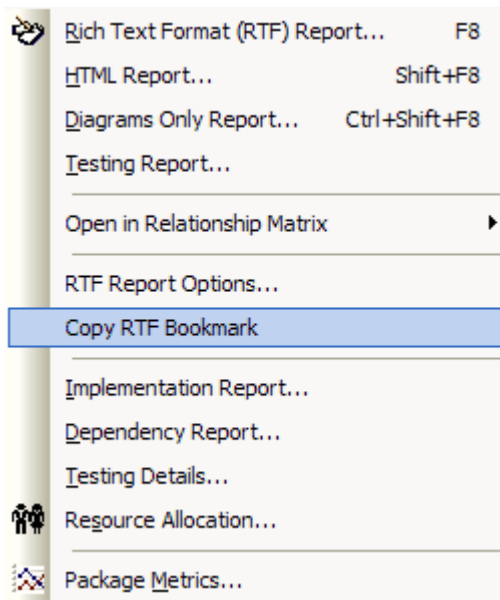 Rich Text Format (RTF) Report... F8
HTML Report... Shift+F8
Diagrams Only Report... Ctrl+Shift+F8
Testing Report...
Open in Relationship Matrix
RTF Report Options...
Copy RTF Bookmark
Implementation Report...
Dependency Report...
Testing Details...
Resource Allocation...
Package Metrics...